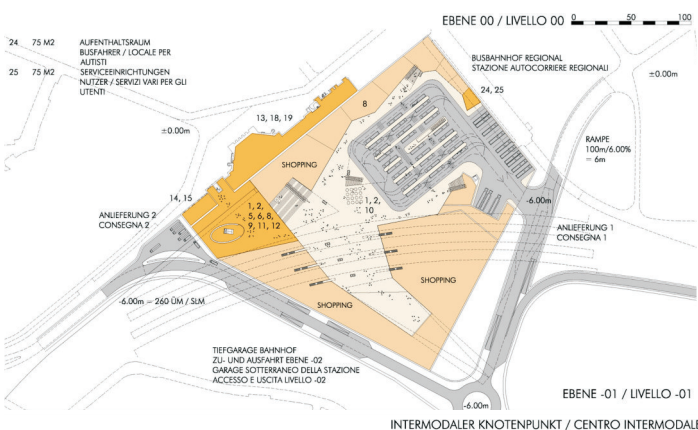 EBENE 00 / LIVELLO 00
0 50 100
24 75 M2 AUFENTHALTSRAUM
BUSFAHRER / LOCALE PER
AUTISTI
25 75 M2 SERVICEEINRICHTUNGEN
NUTZER / SERVIZI VARI PER GLI
UTENTI
BUSBAHNHOF REGIONAL
STAZIONE AUTOCORRIERE REGIONALI
±0.00m
24, 25
8
13, 18, 19
±0.00m
RAMPE
100m/6.00%
= 6m
SHOPPING
14, 15
1, 2,
5, 6, 8,
9, 11, 12
1, 2,
10
-6.00m
ANLIEFERUNG 2
CONSEGNA 2
ANLIEFERUNG 1
CONSEGNA 1
SHOPPING
-6.00m = 260 ÜM / SLM
SHOPPING
TIEFGARAGE BAHNHOF
ZU- UND AUSFAHRT EBENE -02
GARAGE SOTTERRANEO DELLA STAZIONE
ACCESSO E USCITA LIVELLO -02
-6.00m
EBENE -01 / LIVELLO -01
INTERMODALER KNOTENPUNKT / CENTRO INTERMODAL